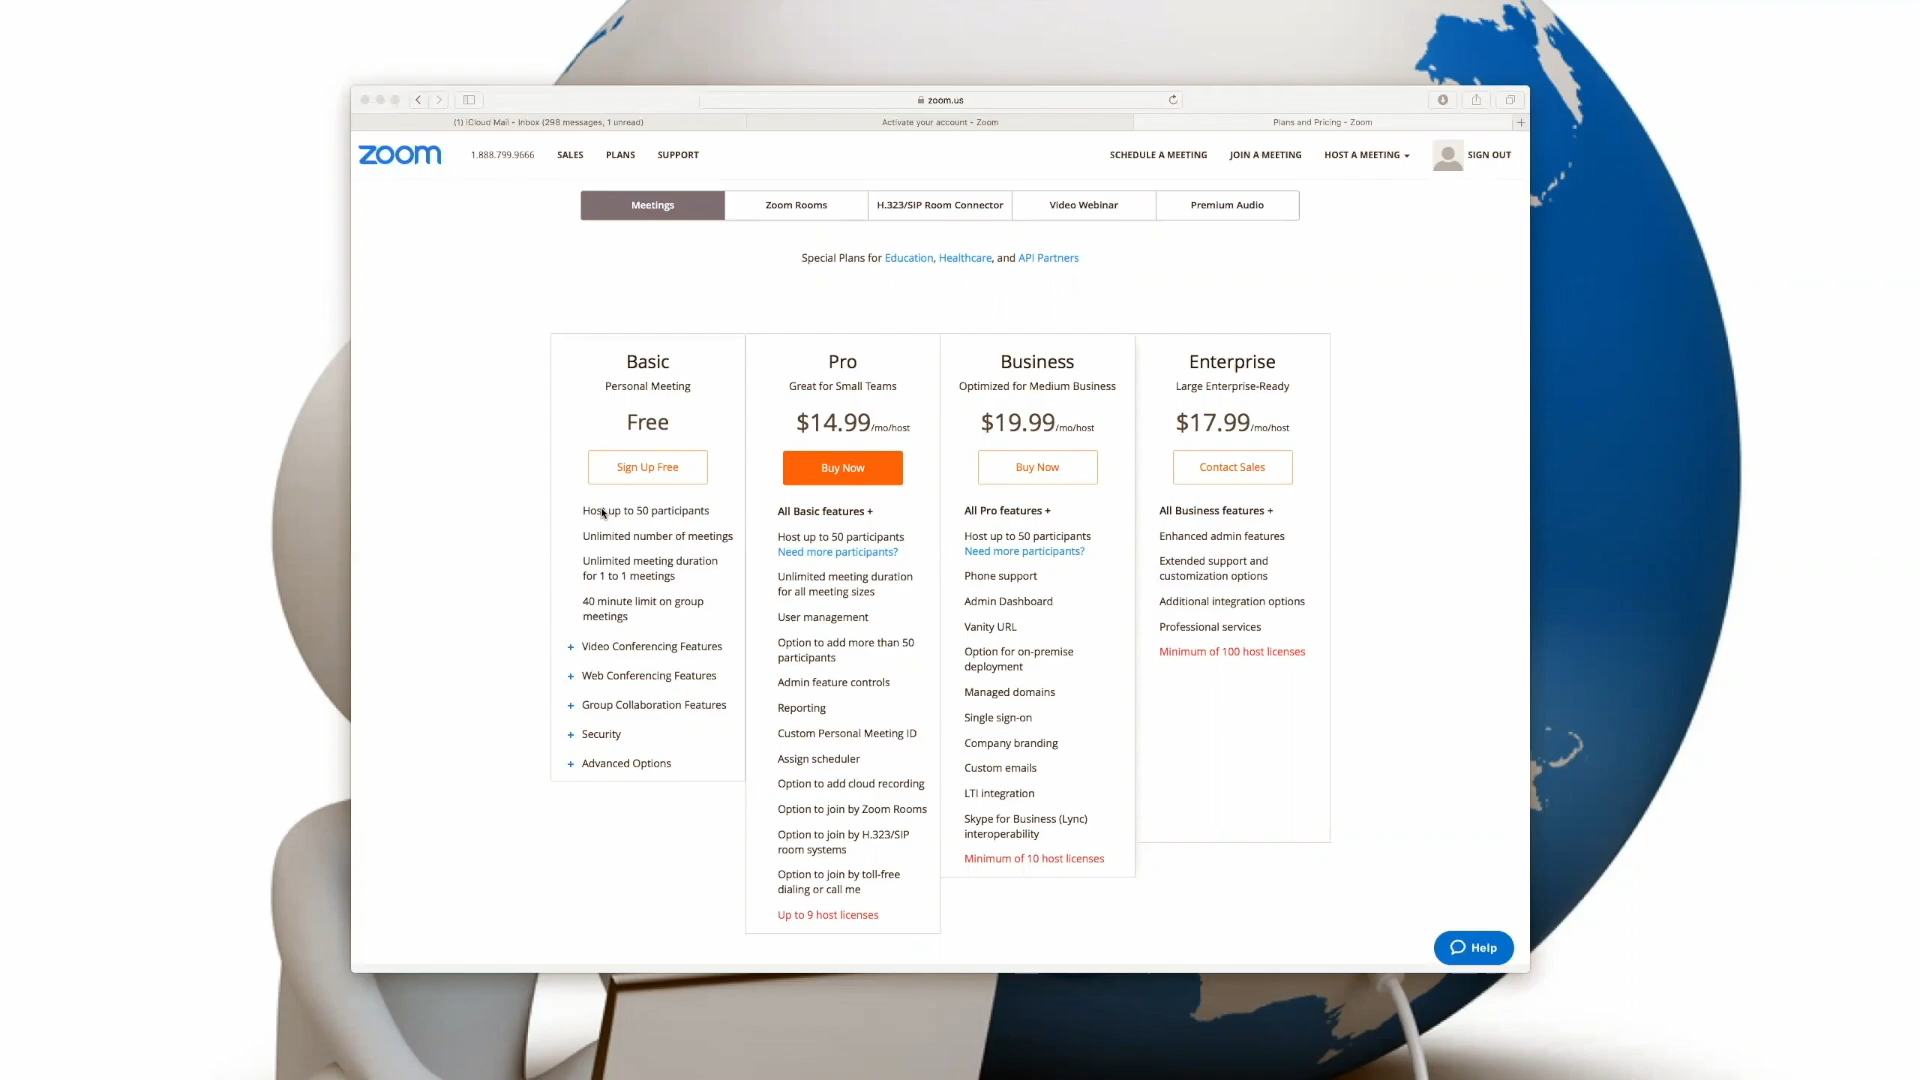 zoom.us
(1) iCloud Mail - Inbox (298 messages, 1 unread)
Activate your account - Zoom
Plans and Pricing - Zoom
zoom
1.888.799.9666
SALES
PLANS
SUPPORT
SCHEDULE A MEETING
JOIN A MEETING
HOST A MEETING
SIGN OUT
Meetings
Zoom Rooms
H.323/SIP Room Connector
Video Webinar
Premium Audio
Special Plans for Education, Healthcare, and API Partners
Basic
Personal Meeting
Free
Sign Up Free
Host up to 50 participants
Unlimited number of meetings
Unlimited meeting duration
for 1 to 1 meetings
40 minute limit on group
meetings
+ Video Conferencing Features
+ Web Conferencing Features
+ Group Collaboration Features
+ Security
+ Advanced Options
Pro
Great for Small Teams
$14.99/mo/host
Buy Now
All Basic features +
Host up to 50 participants
Need more participants?
Unlimited meeting duration
for all meeting sizes
User management
Option to add more than 50
participants
Admin feature controls
Reporting
Custom Personal Meeting ID
Assign scheduler
Option to add cloud recording
Option to join by Zoom Rooms
Option to join by H.323/SIP
room systems
Option to join by toll-free
dialing or call me
Up to 9 host licenses
Business
Optimized for Medium Business
$19.99/mo/host
Buy Now
All Pro features +
Host up to 50 participants
Need more participants?
Phone support
Admin Dashboard
Vanity URL
Option for on-premise
deployment
Managed domains
Single sign-on
Company branding
Custom emails
LTI integration
Skype for Business (Lync)
interoperability
Minimum of 10 host licenses
Enterprise
Large Enterprise-Ready
$17.99/mo/host
Contact Sales
All Business features +
Enhanced admin features
Extended support and
customization options
Additional integration options
Professional services
Minimum of 100 host licenses
Help